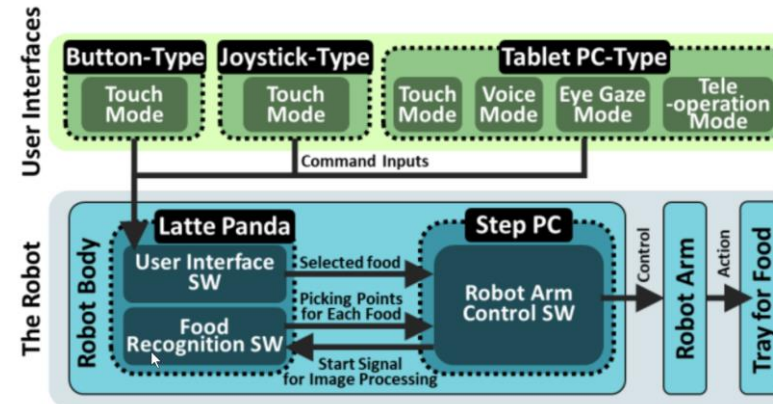 User Interfaces
Button-Type
Touch
Mode
Joystick-Type
Touch
Mode
Tablet PC-Type
Touch
Mode
Voice
Mode
Eye Gaze
Mode
Tele
-operation
Mode
Command Inputs
The Robot
Robot Body
Latte Panda
User Interface
SW
Food
Recognition SW
Selected food
Picking Points
for Each Food
Start Signal
for Image Processing
Step PC
Robot Arm
Control SW
Control
Robot Arm
Action
Tray for Food